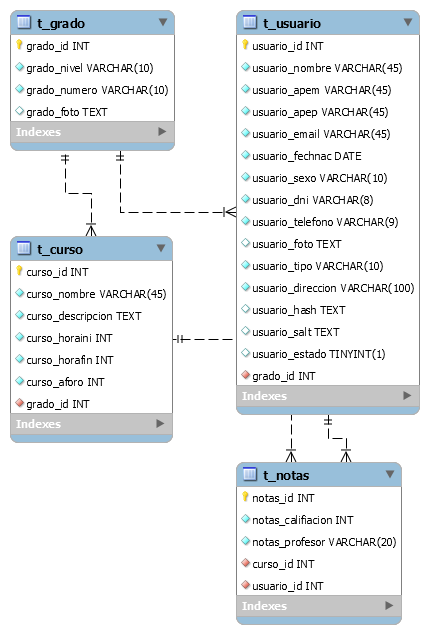 t_grado
grado_id INT
grado_nivel VARCHAR(10)
grado_numero VARCHAR(10)
grado_foto TEXT
Indexes
t_usuario
usuario_id INT
usuario_nombre VARCHAR(45)
usuario_apem VARCHAR(45)
usuario_apep VARCHAR(45)
usuario_email VARCHAR(45)
usuario_fechnac DATE
usuario_sexo VARCHAR(10)
usuario_dni VARCHAR(8)
usuario_telefono VARCHAR(9)
usuario_foto TEXT
usuario_tipo VARCHAR(10)
usuario_direccion VARCHAR(100)
usuario_hash TEXT
usuario_salt TEXT
usuario_estado TINYINT(1)
grado_id INT
Indexes
t_curso
curso_id INT
curso_nombre VARCHAR(45)
curso_descripcion TEXT
curso_horaini INT
curso_horafin INT
curso_aforo INT
grado_id INT
Indexes
t_notas
notas_id INT
notas_califiacion INT
notas_profesor VARCHAR(20)
curso_id INT
usuario_id INT
Indexes